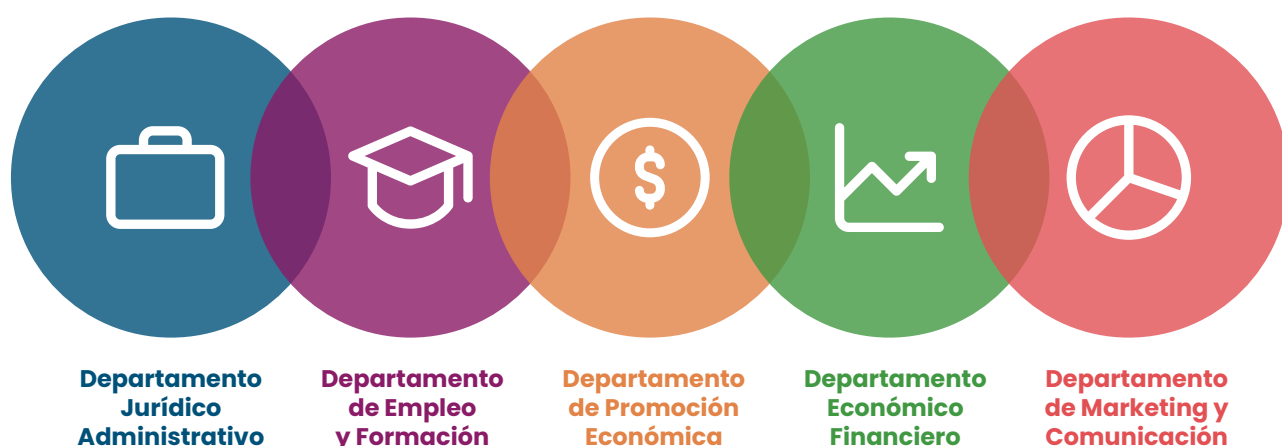 Departamento
Jurídico
Administrativo
Departamento
de Empleo
y Formación
$
Departamento
de Promoción
Económica
Departamento
Económico
Financiero
Departamento
de Marketing y
Comunicación